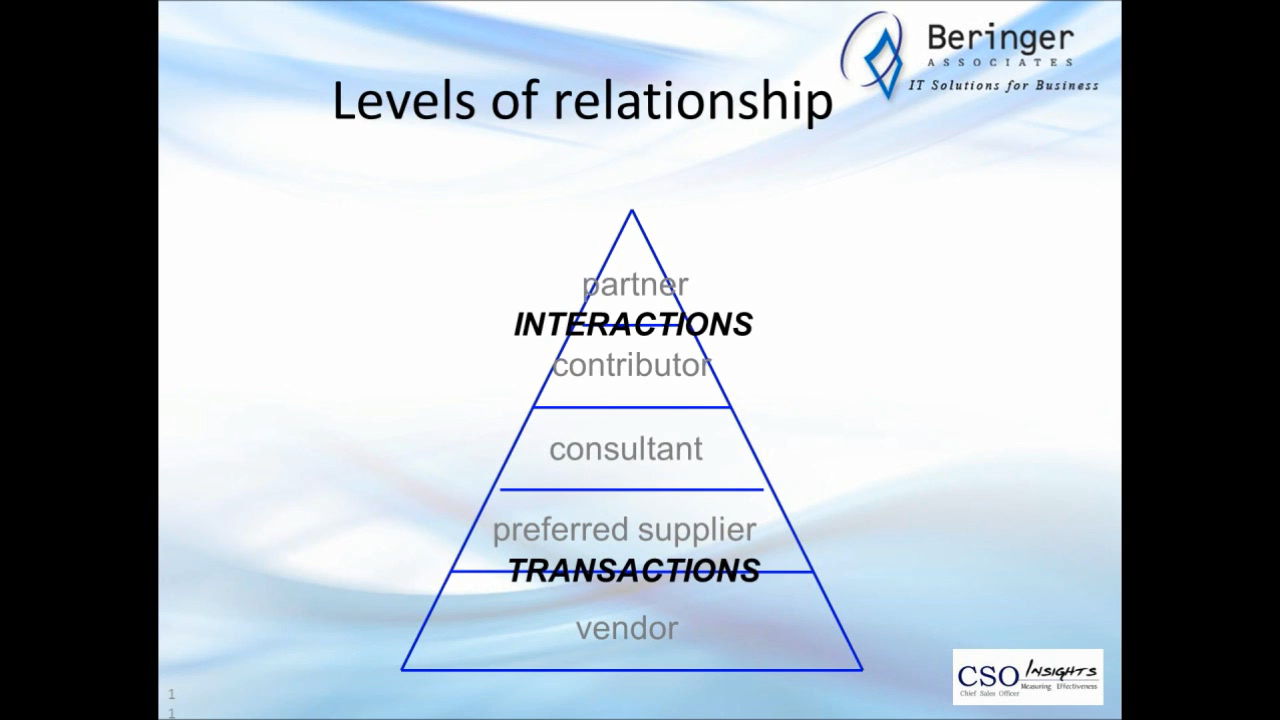 Beringer
ASSOCIATES
IT Solutions for Business
Levels of relationship
partner
INTERACTIONS
contributor
consultant
preferred supplier
TRANSACTIONS
vendor
CSO INSIGHTS
Chief Sales Officer Measuring Effectiveness
1
1